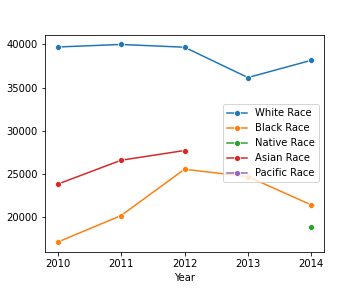 40000
35000
30000
25000
20000
White Race
Black Race
Native Race
Asian Race
Pacific Race
2010 2011 2012 2013 2014
Year